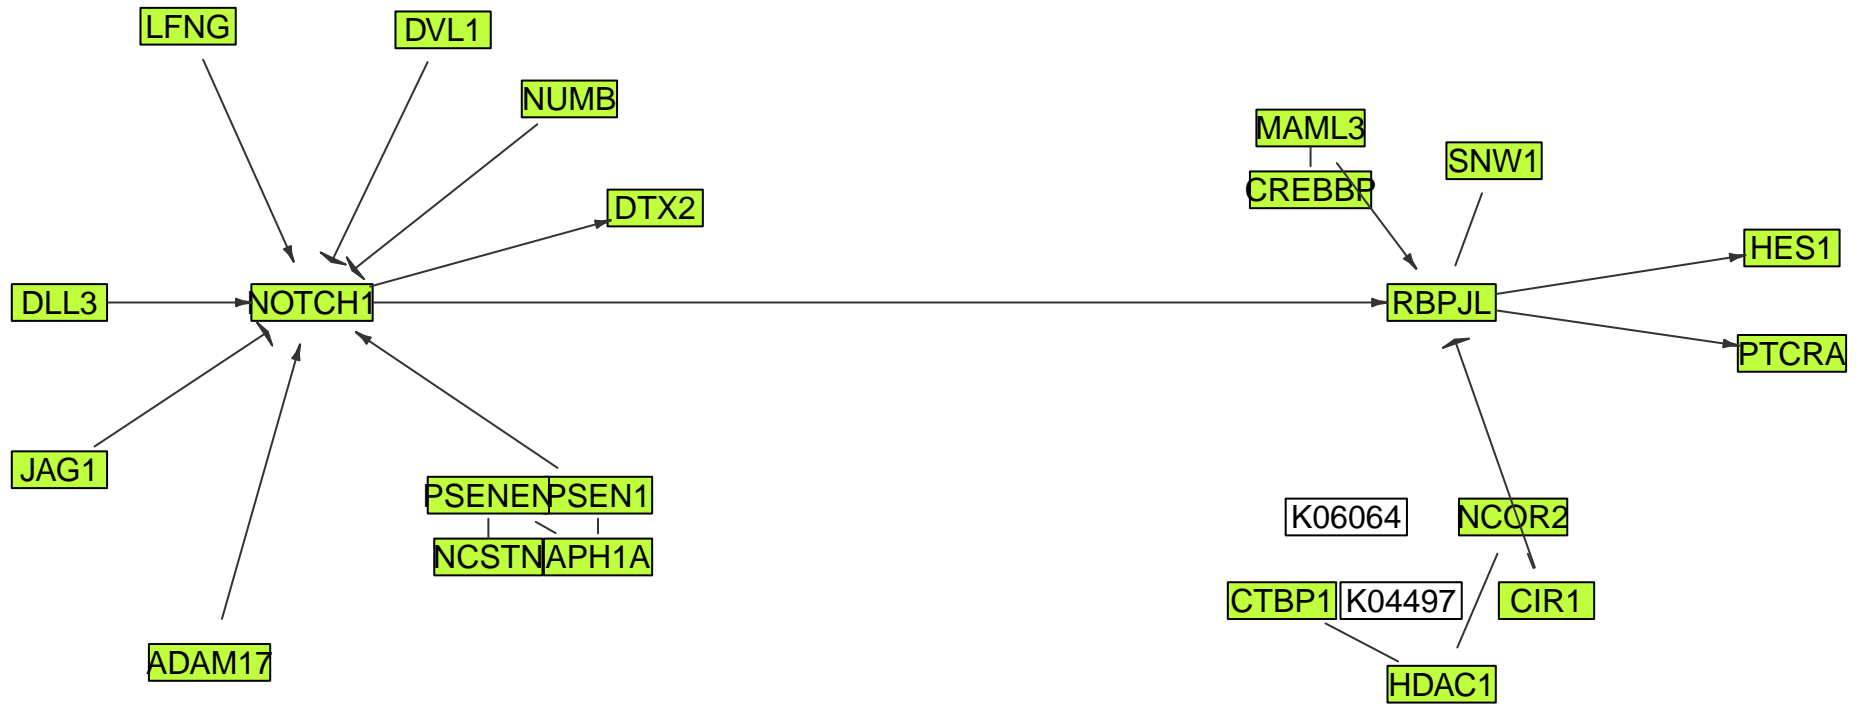 LFNG
DVL1
NUMB
MAML3
SNW1
CREBBP
DTX2
HES1
DLL3
NOTCH1
RBPJL
PTCRA
JAG1
PSENEN
PSEN1
K06064
NCOR2
NCSTN
APH1A
CTBP1
K04497
CIR1
ADAM17
HDAC1